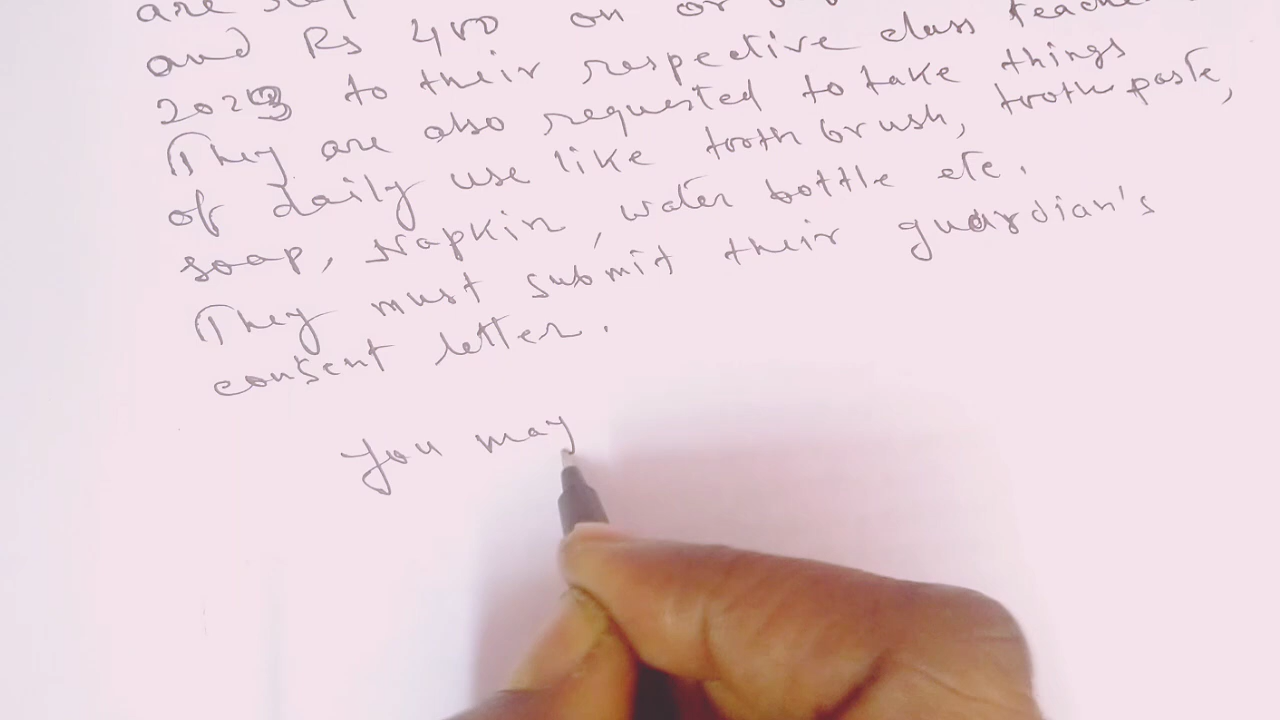 are
and Rs 400 on or
2023 to their respective class teache
They are also requested to take things
of daily use like tooth brush, tooth paste,
soap, Napkin, water bottle etc.
They must submit their guardian's
consent letter.
You may